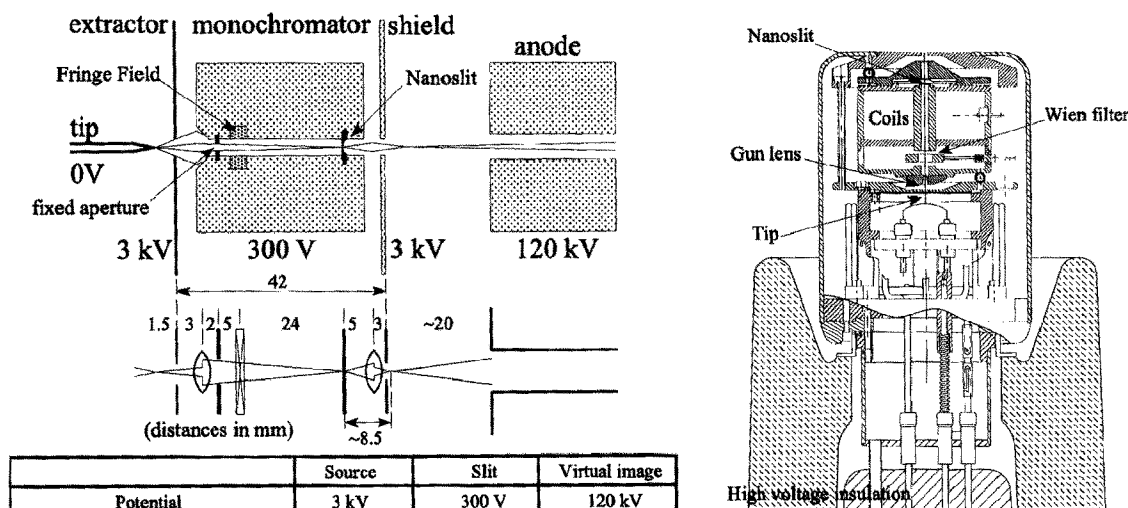 extractor monochromator shield
anode
Fringe Field
Nanoslit
tip
0V
fixed aperture
3 kV 300 V 3 kV 120 kV
42
1.5 3 2 5 24 5 3 ~20
(distances in mm)
~8.5
Source Slit Virtual image
Potential 3 kV 300 V 120 kV
Nanoslit
Coils
Wien filter
Gun lens
Tip
High voltage insulation